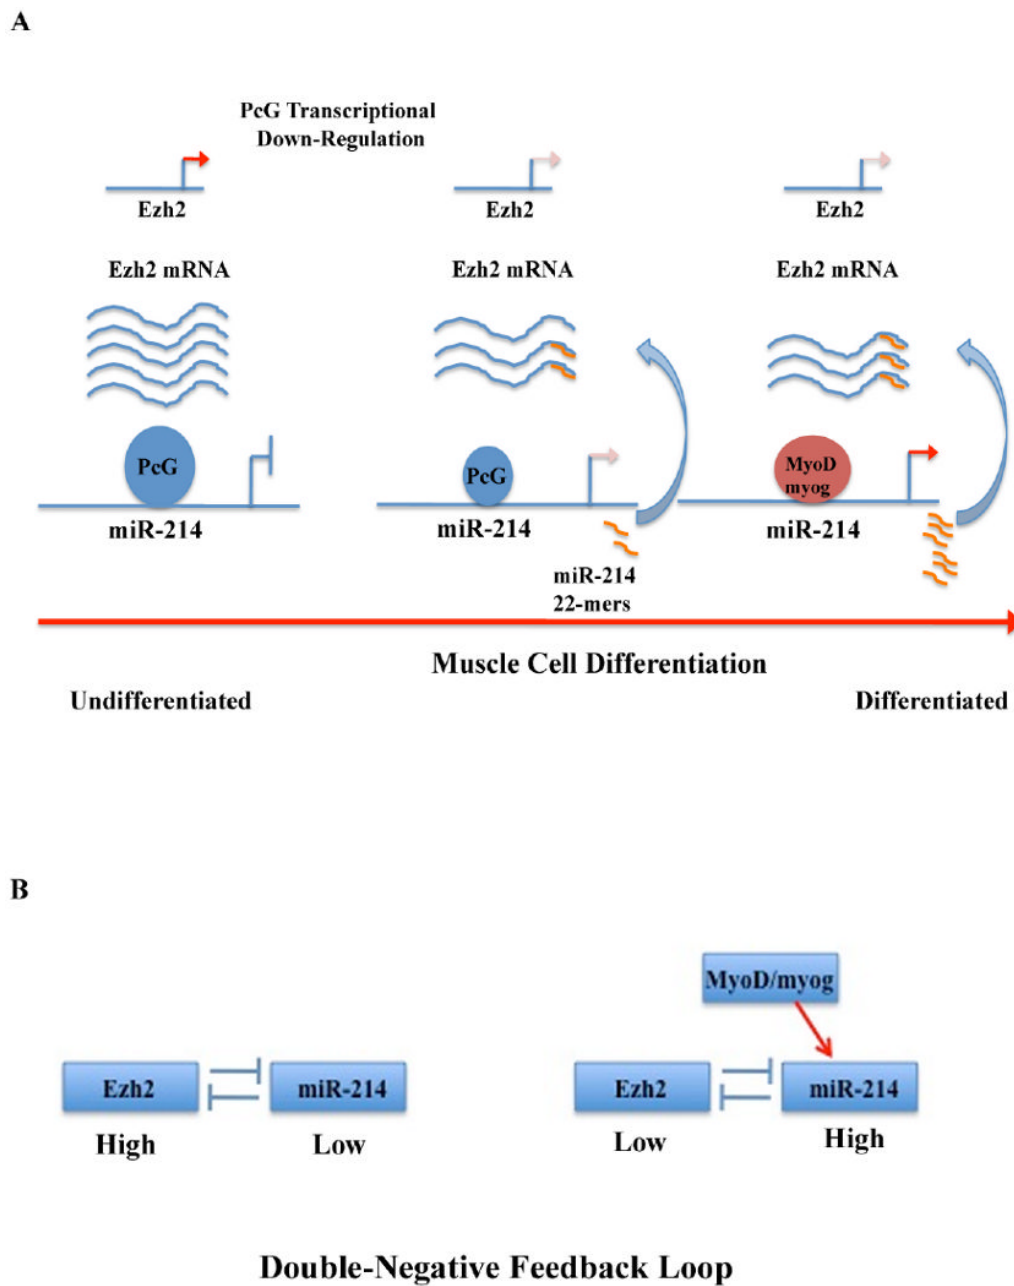 A
PcG Transcriptional
Down-Regulation
Ezh2
Ezh2
Ezh2
Ezh2 mRNA
Ezh2 mRNA
Ezh2 mRNA
PcG
PcG
MyoD
myog
miR-214
miR-214
miR-214
miR-214
22-mers
Muscle Cell Differentiation
Undifferentiated
Differentiated
B
MyoD/myog
Ezh2
miR-214
Ezh2
miR-214
High
Low
Low
High
Double-Negative Feedback Loop